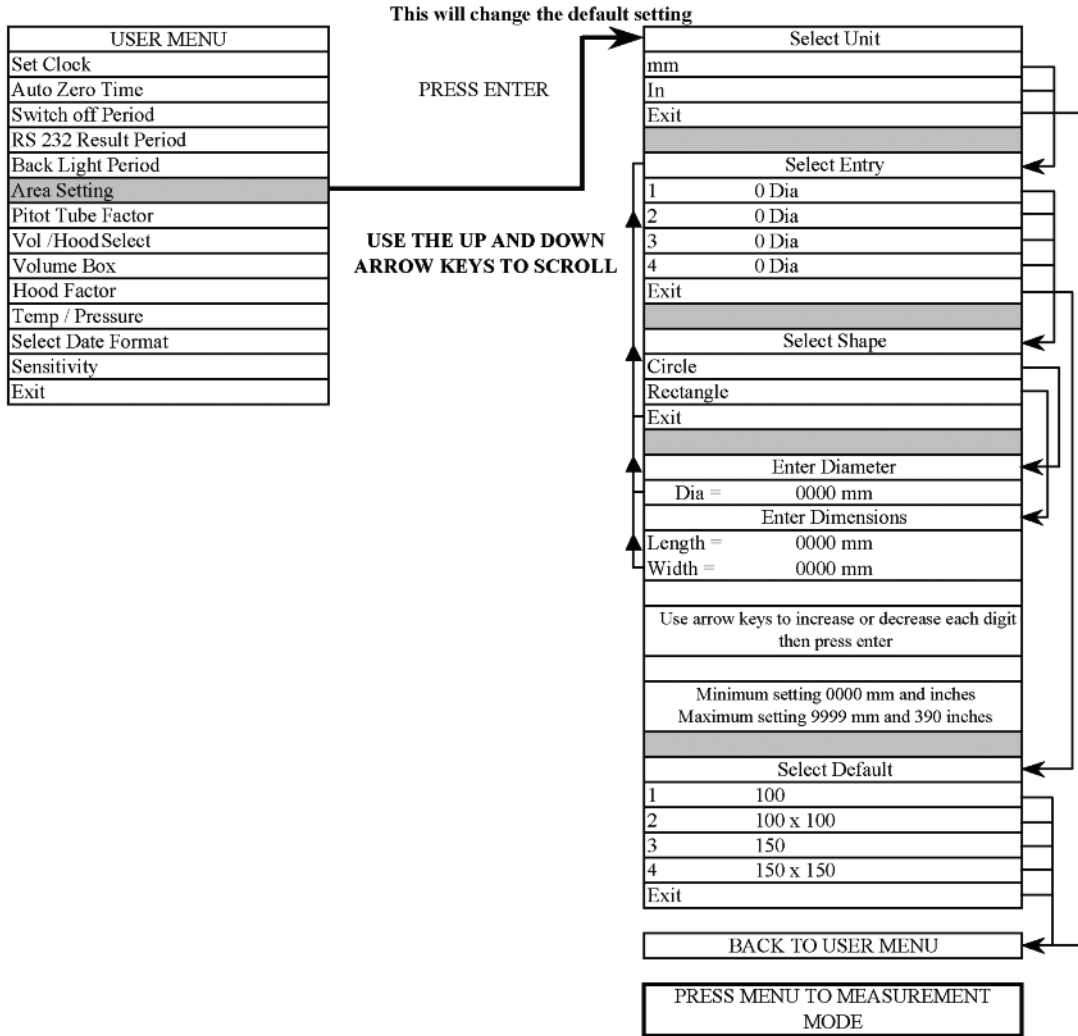 This will change the default setting
USER MENU
Set Clock
Auto Zero Time
Switch off Period
RS 232 Result Period
Back Light Period
Area Setting
Pitot Tube Factor
Vol /Hood Select
Volume Box
Hood Factor
Temp / Pressure
Select Date Format
Sensitivity
Exit
PRESS ENTER
USE THE UP AND DOWN
ARROW KEYS TO SCROLL
Select Unit
mm
In
Exit
Select Entry
1 0 Dia
2 0 Dia
3 0 Dia
4 0 Dia
Exit
Select Shape
Circle
Rectangle
Exit
Enter Diameter
Dia = 0000 mm
Enter Dimensions
Length = 0000 mm
Width = 0000 mm
Use arrow keys to increase or decrease each digit
then press enter
Minimum setting 0000 mm and inches
Maximum setting 9999 mm and 390 inches
Select Default
1 100
2 100 x 100
3 150
4 150 x 150
Exit
BACK TO USER MENU
PRESS MENU TO MEASUREMENT
MODE